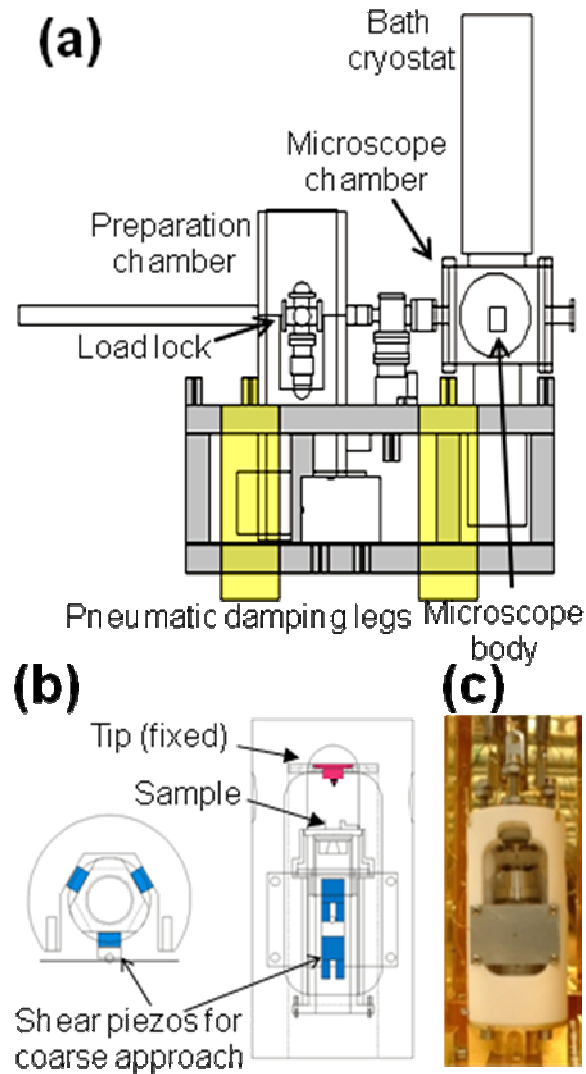 (a)
Bath
cryostat
Microscope
chamber
Preparation
chamber
Load lock
Pneumatic damping legs
Microscope
body
(b)
(c)
Tip (fixed)
Sample
Shear piezos for
coarse approach